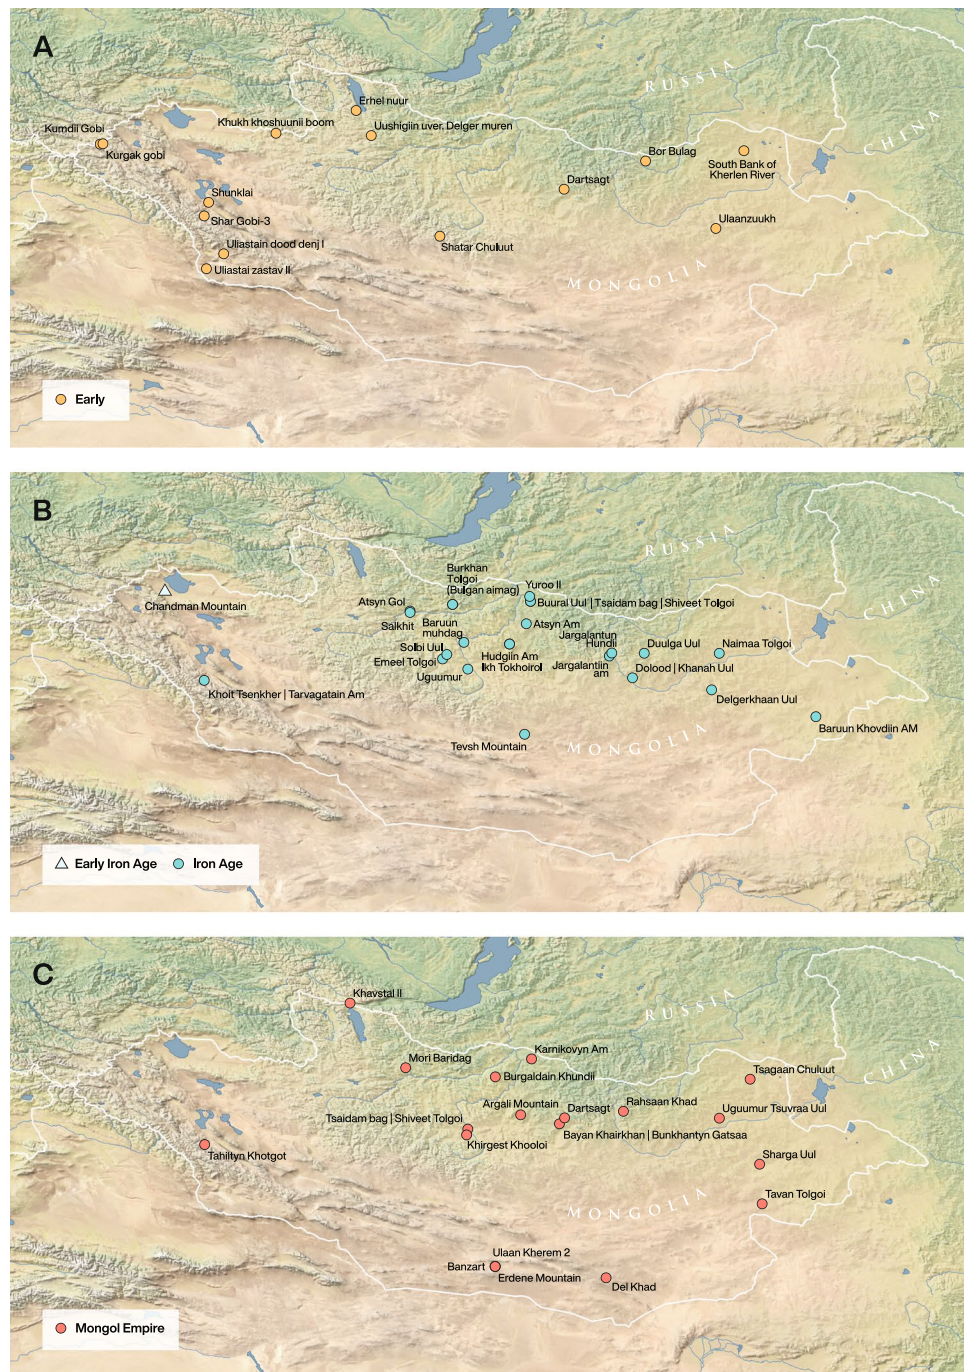 A
RUSSIA
CHINA
Erhel nuur
Khukh khoshuunii boom
Uushigiin uver. Delger muren
Kumdii Gobi
Kurgak gobi
Bor Bulag
South Bank of
Kherlen River
Dartsagt
Shunklai
Shar Gobi-3
Ulaanzuukh
Shatar Chuluut
Uliastain dood denj I
Uliastai zastav II
MONGOLIA
Early
B
RUSSIA
CHINA
Burkhan
Tolgoi
(Bulgan aimag)
Yuroo II
Chandman Mountain
Atsyn Gol
Salkhit
Buural Uul | Tsaidam bag | Shiveet Tolgoi
Baruun
muhdag
Atsyn Am
Jargalantun
Hundii
Duulga Uul
Naimaa Tolgoi
Solbi Uul
Emeel Tolgoi
Hudgiin Am
Ikh Tokhoirol
Uguumur
Jargalantiin
am
Dolood | Khanah Uul
Khoit Tsenkher | Tarvagatain Am
Delgerkhaan Uul
Baruun Khovdiin AM
Tevsh Mountain
MONGOLIA
Early Iron Age
Iron Age
C
RUSSIA
CHINA
Khavstal II
Mori Baridag
Karnikovyn Am
Burgaldain Khundii
Tsagaan Chuluut
Argali Mountain
Dartsagt
Rahsaan Khad
Uguumur Tsuvraa Uul
Tsaidam bag | Shiveet Tolgoi
Bayan Khairkhan | Bunkhantyn Gatsaa
Khirgest Khooloi
Tahiltyn Khotgot
Sharga Uul
Tavan Tolgoi
MONGOLIA
Ulaan Kherem 2
Banzart
Erdene Mountain
Del Khad
Mongol Empire